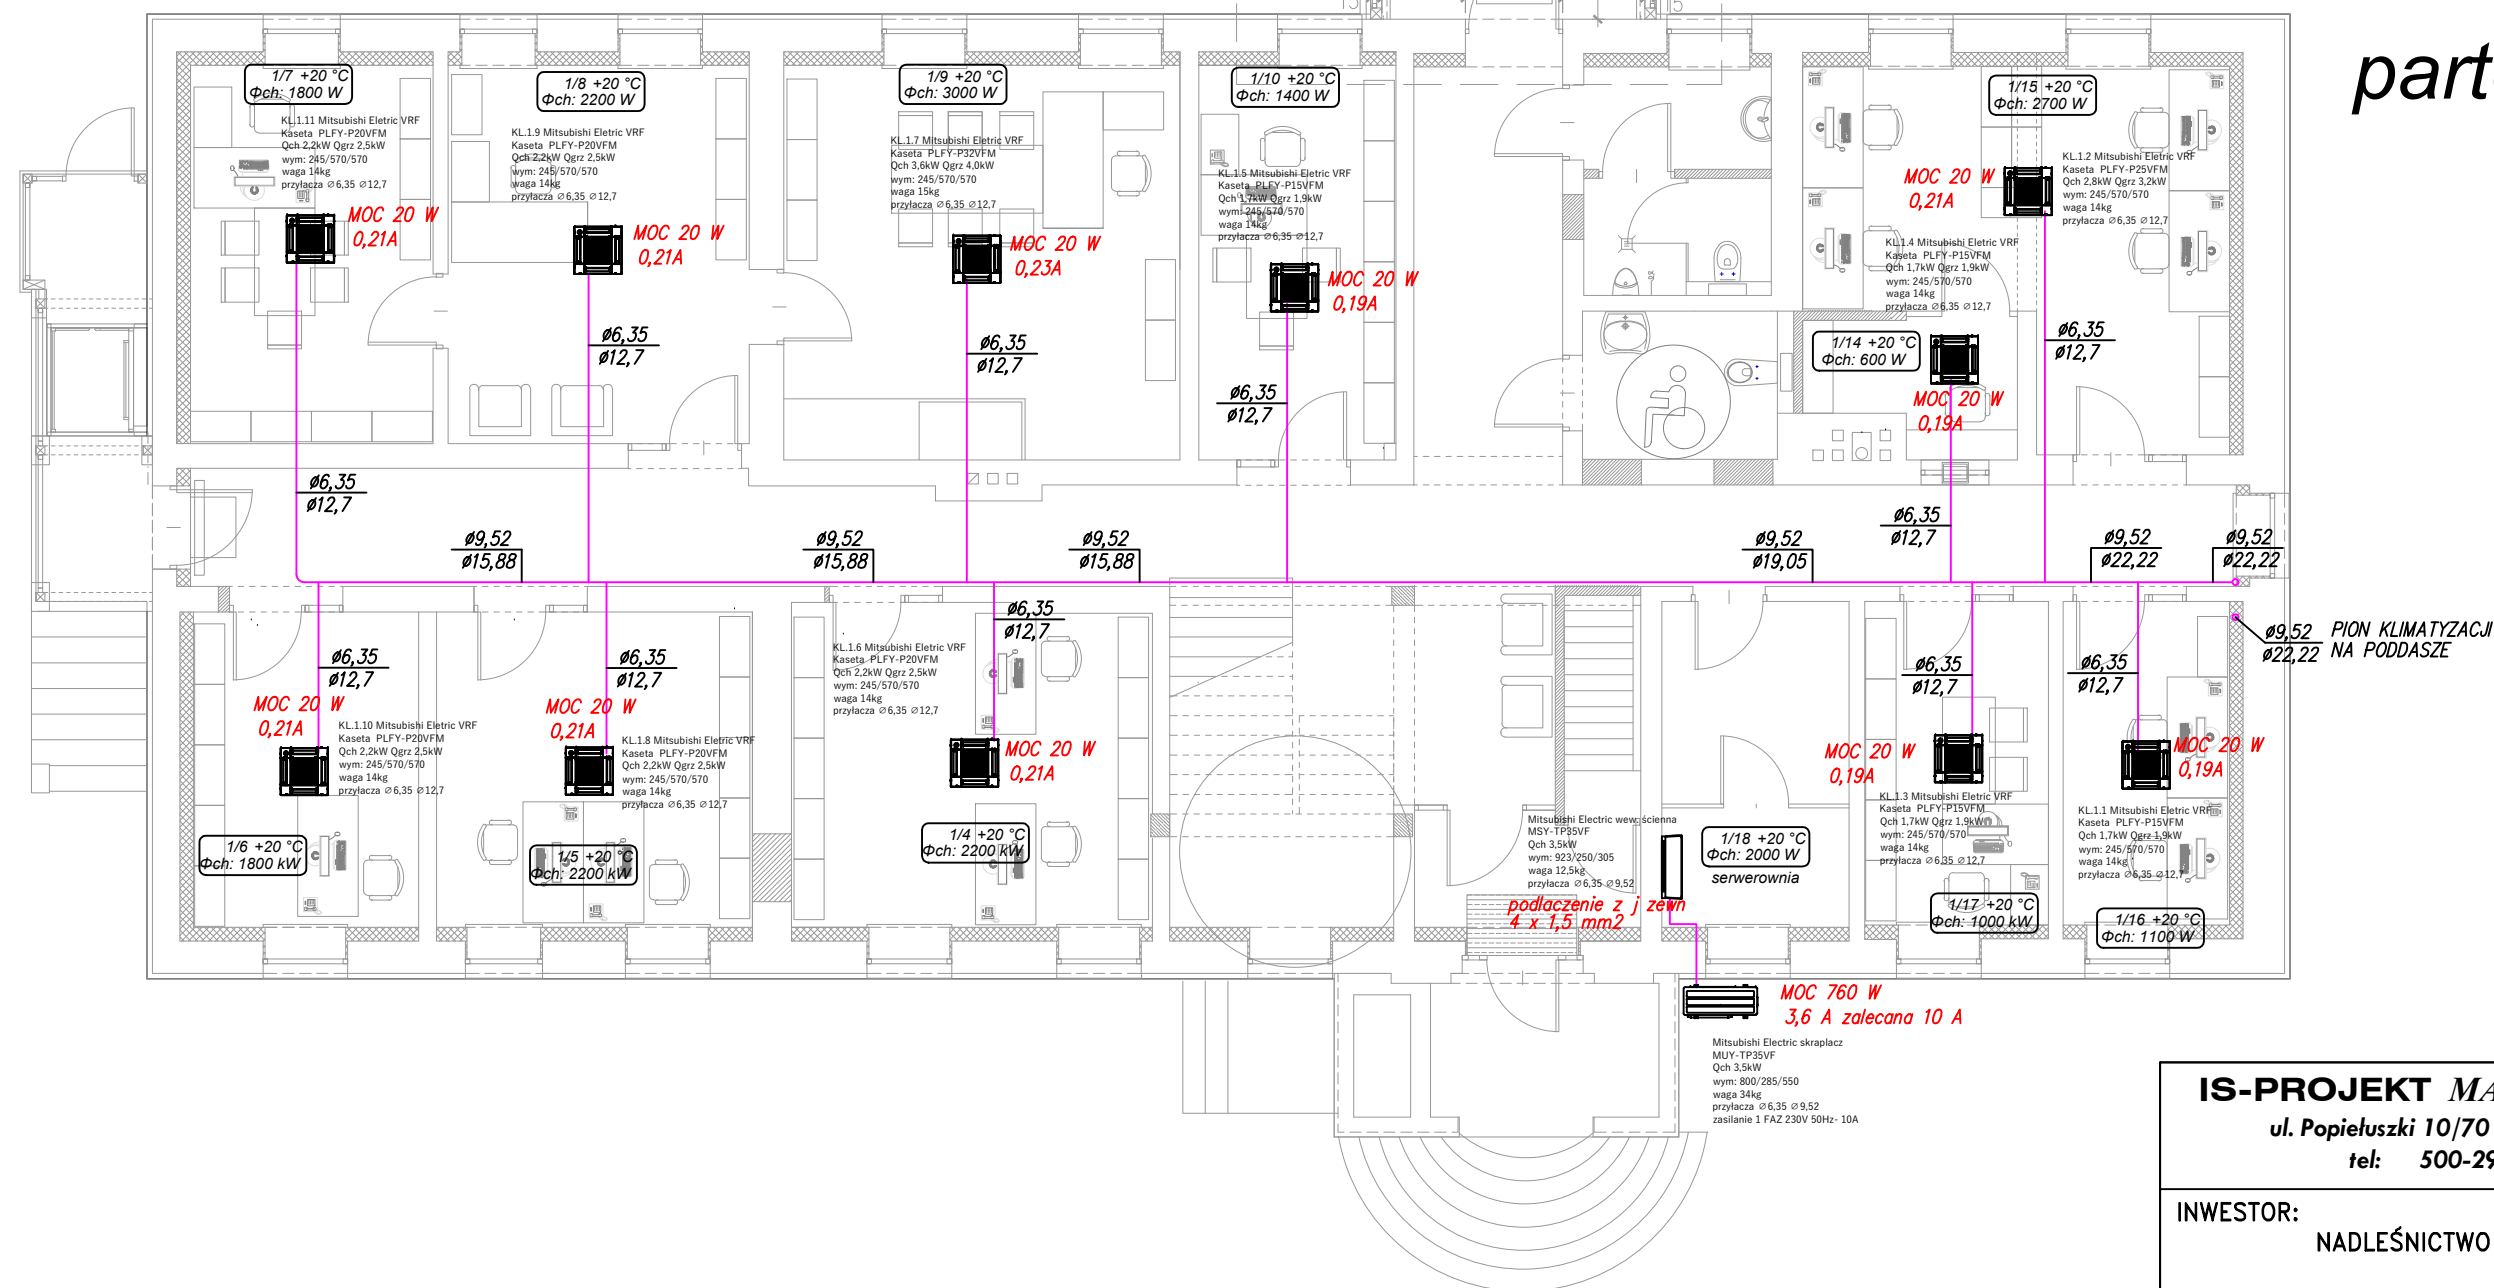 part
1/7 +20 °C
Φch: 1800 W
KL.1.11 Mitsubishi Eletric VRF
Kaseta PLFY-P20VFM
Qch 2,2kW Qgrz 2,5kW
wym: 245/570/570
waga 14kg
przyłacza ∅6,35 ∅12,7
MOC 20 W
0,21A
1/8 +20 °C
Φch: 2200 W
KL.1.9 Mitsubishi Eletric VRF
Kaseta PLFY-P20VFM
Qch 2,2kW Qgrz 2,5kW
wym: 245/570/570
waga 14kg
przyłacza ∅6,35 ∅12,7
MOC 20 W
0,21A
1/9 +20 °C
Φch: 3000 W
KL.1.7 Mitsubishi Eletric VRF
Kaseta PLFY-P32VFM
Qch 3,6kW Qgrz 4,0kW
wym: 245/570/570
waga 15kg
przyłacza ∅6,35 ∅12,7
MOC 20 W
0,23A
1/10 +20 °C
Φch: 1400 W
KL.1.5 Mitsubishi Eletric VRF
Kaseta PLFY-P15VFM
Qch 1,7kW Qgrz 1,9kW
wym: 245/570/570
waga 14kg
przyłacza ∅6,35 ∅12,7
MOC 20 W
0,19A
1/15 +20 °C
Φch: 2700 W
KL.1.2 Mitsubishi Eletric VRF
Kaseta PLFY-P25VFM
Qch 2,8kW Qgrz 3,2kW
wym: 245/570/570
waga 14kg
przyłacza ∅6,35 ∅12,7
MOC 20 W
0,21A
KL.1.4 Mitsubishi Eletric VRF
Kaseta PLFY-P15VFM
Qch 1,7kW Qgrz 1,9kW
wym: 245/570/570
waga 14kg
przyłacza ∅6,35 ∅12,7
1/14 +20 °C
Φch: 600 W
MOC 20 W
0,19A
ø6,35
ø12,7
ø6,35
ø12,7
ø6,35
ø12,7
ø6,35
ø12,7
ø6,35
ø12,7
ø6,35
ø12,7
ø9,52
ø15,88
ø9,52
ø15,88
ø9,52
ø15,88
ø9,52
ø19,05
ø6,35
ø12,7
ø9,52
ø22,22
ø9,52
ø22,22
ø9,52
ø22,22
PION KLIMATYZACJI
NA PODDASZE
ø6,35
ø12,7
MOC 20 W
0,21A
KL.1.10 Mitsubishi Eletric VRF
Kaseta PLFY-P20VFM
Qch 2,2kW Qgrz 2,5kW
wym: 245/570/570
waga 14kg
przyłacza ∅6,35 ∅12,7
1/6 +20 °C
Φch: 1800 kW
ø6,35
ø12,7
MOC 20 W
0,21A
KL.1.8 Mitsubishi Eletric VRF
Kaseta PLFY-P20VFM
Qch 2,2kW Qgrz 2,5kW
wym: 245/570/570
waga 14kg
przyłacza ∅6,35 ∅12,7
1/5 +20 °C
Φch: 2200 kW
ø6,35
ø12,7
KL.1.6 Mitsubishi Eletric VRF
Kaseta PLFY-P20VFM
Qch 2,2kW Qgrz 2,5kW
wym: 245/570/570
waga 14kg
przyłacza ∅6,35 ∅12,7
MOC 20 W
0,21A
1/4 +20 °C
Φch: 2200 kW
Mitsubishi Electric wew. ścienna
MSY-TP35VF
Qch 3,5kW
wym: 923/250/305
waga 12,5kg
przyłacza ∅6,35 ∅9,52
podlaczenie z j zewn
4 x 1,5 mm2
1/18 +20 °C
Φch: 2000 W
serwerownia
ø6,35
ø12,7
MOC 20 W
0,19A
KL.1.3 Mitsubishi Eletric VRF
Kaseta PLFY-P15VFM
Qch 1,7kW Qgrz 1,9kW
wym: 245/570/570
waga 14kg
przyłacza ∅6,35 ∅12,7
1/17 +20 °C
Φch: 1000 kW
ø6,35
ø12,7
MOC 20 W
0,19A
KL.1.1 Mitsubishi Eletric VRF
Kaseta PLFY-P15VFM
Qch 1,7kW Qgrz 1,9kW
wym: 245/570/570
waga 14kg
przyłacza ∅6,35 ∅12,7
1/16 +20 °C
Φch: 1100 W
MOC 760 W
3,6 A zalecana 10 A
Mitsubishi Electric skraplacz
MUY-TP35VF
Qch 3,5kW
wym: 800/285/550
waga 34kg
przyłacza ∅6,35 ∅9,52
zasilanie 1 FAZ 230V 50Hz- 10A
IS-PROJEKT MA
ul. Popiełuszki 10/70
tel: 500-29
INWESTOR:
NADLEŚNICTWO